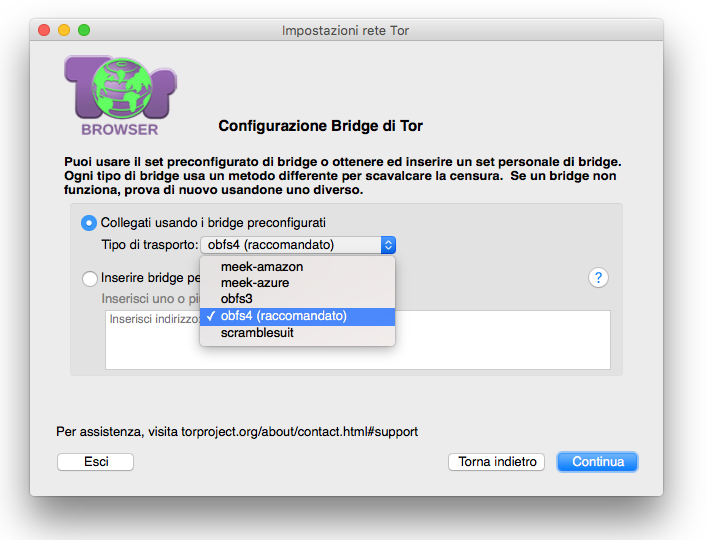 Impostazioni rete Tor
Tor
BROWSER
Configurazione Bridge di Tor
Puoi usare il set preconfigurato di bridge o ottenere ed inserire un set personale di bridge.
Ogni tipo di bridge usa un metodo differente per scavalcare la censura. Se un bridge non
funziona, prova di nuovo usandone uno diverso.
Collegati usando i bridge preconfigurati
Tipo di trasporto: obfs4 (raccomandato)
meek-amazon
meek-azure
obfs3
✓ obfs4 (raccomandato)
scramblesuit
Inserire bridge pe
?
Inserisci uno o pi
Inserisci indirizzo:
Per assistenza, visita torproject.org/about/contact.html#support
Esci
Torna indietro
Continua